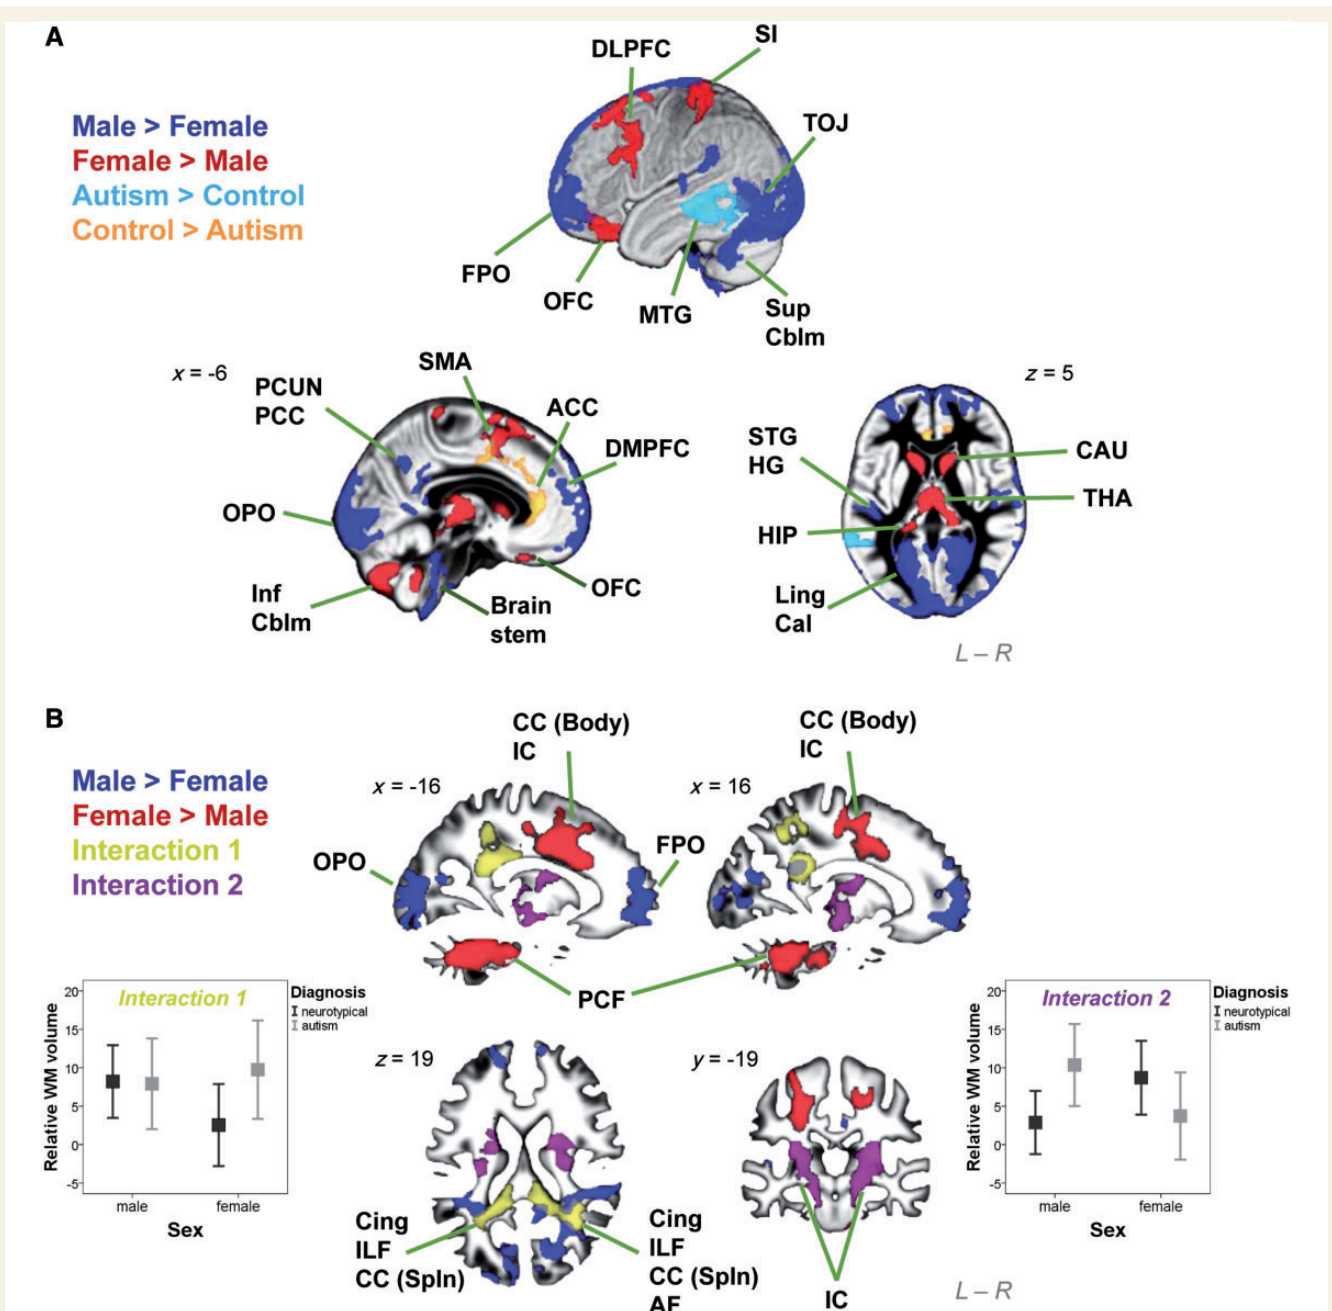 A
Male > Female
Female > Male
Autism > Control
Control > Autism
DLPFC
SI
TOJ
FPO
OFC
MTG
Sup
Cblm
x = -6
PCUN
PCC
SMA
ACC
DMPFC
OPO
Inf
Cblm
Brain
stem
OFC
z = 5
STG
HG
CAU
THA
HIP
Ling
Cal
L – R
B
Male > Female
Female > Male
Interaction 1
Interaction 2
CC (Body)
IC
x = -16
OPO
FPO
CC (Body)
IC
x = 16
PCF
Interaction 1
Diagnosis
neurotypical
autism
Relative WM volume
20
15
10
5
0
-5
male
female
Sex
z = 19
Cing
ILF
CC (Spln)
Cing
ILF
CC (Spln)
AF
y = -19
IC
Interaction 2
Diagnosis
neurotypical
autism
Relative WM volume
20
15
10
5
0
-5
male
female
Sex
L – R